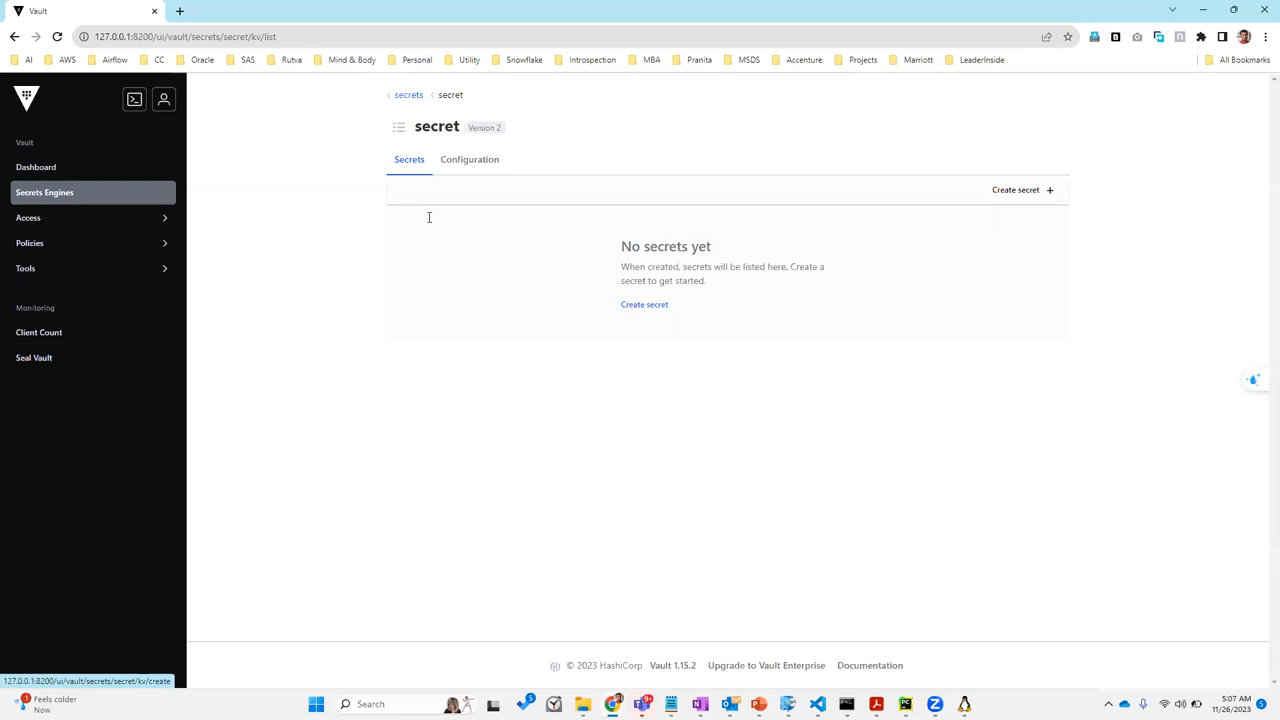 Vault
127.0.0.1:8200/ui/vault/secrets/secret/kv/list
AI AWS Airflow CC Oracle SAS Rutva Mind & Body Personal Utility Snowflake Introspection MBA Pranita MSDS Accenture Projects Marriott LeaderInside All Bookmarks
secrets secret
secret Version 2
Secrets Configuration
Create secret +
Vault
Dashboard
Secrets Engines
Access
Policies
Tools
Monitoring
Client Count
Seal Vault
No secrets yet
When created, secrets will be listed here. Create a
secret to get started.
Create secret
© 2023 HashiCorp Vault 1.15.2 Upgrade to Vault Enterprise Documentation
127.0.0.1:8200/ui/vault/secrets/secret/kv/create
1 Feels colder
Now
Search
5
9+
5:07 AM
11/26/2023
5